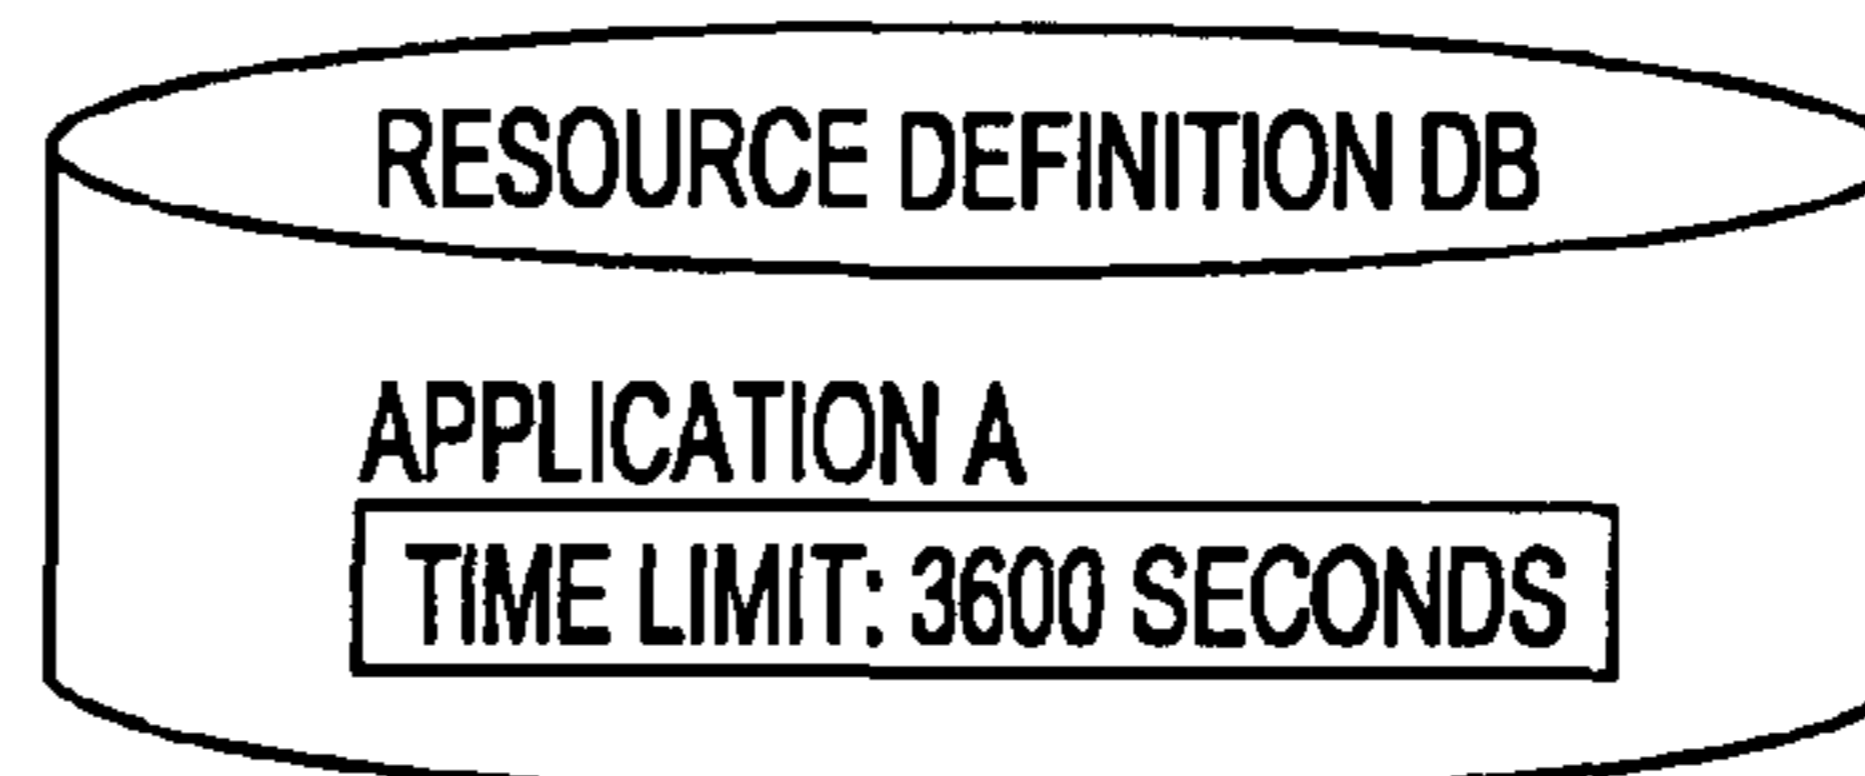 RESOURCE DEFINITION DB
APPLICATION A
TIME LIMIT: 3600 SECONDS